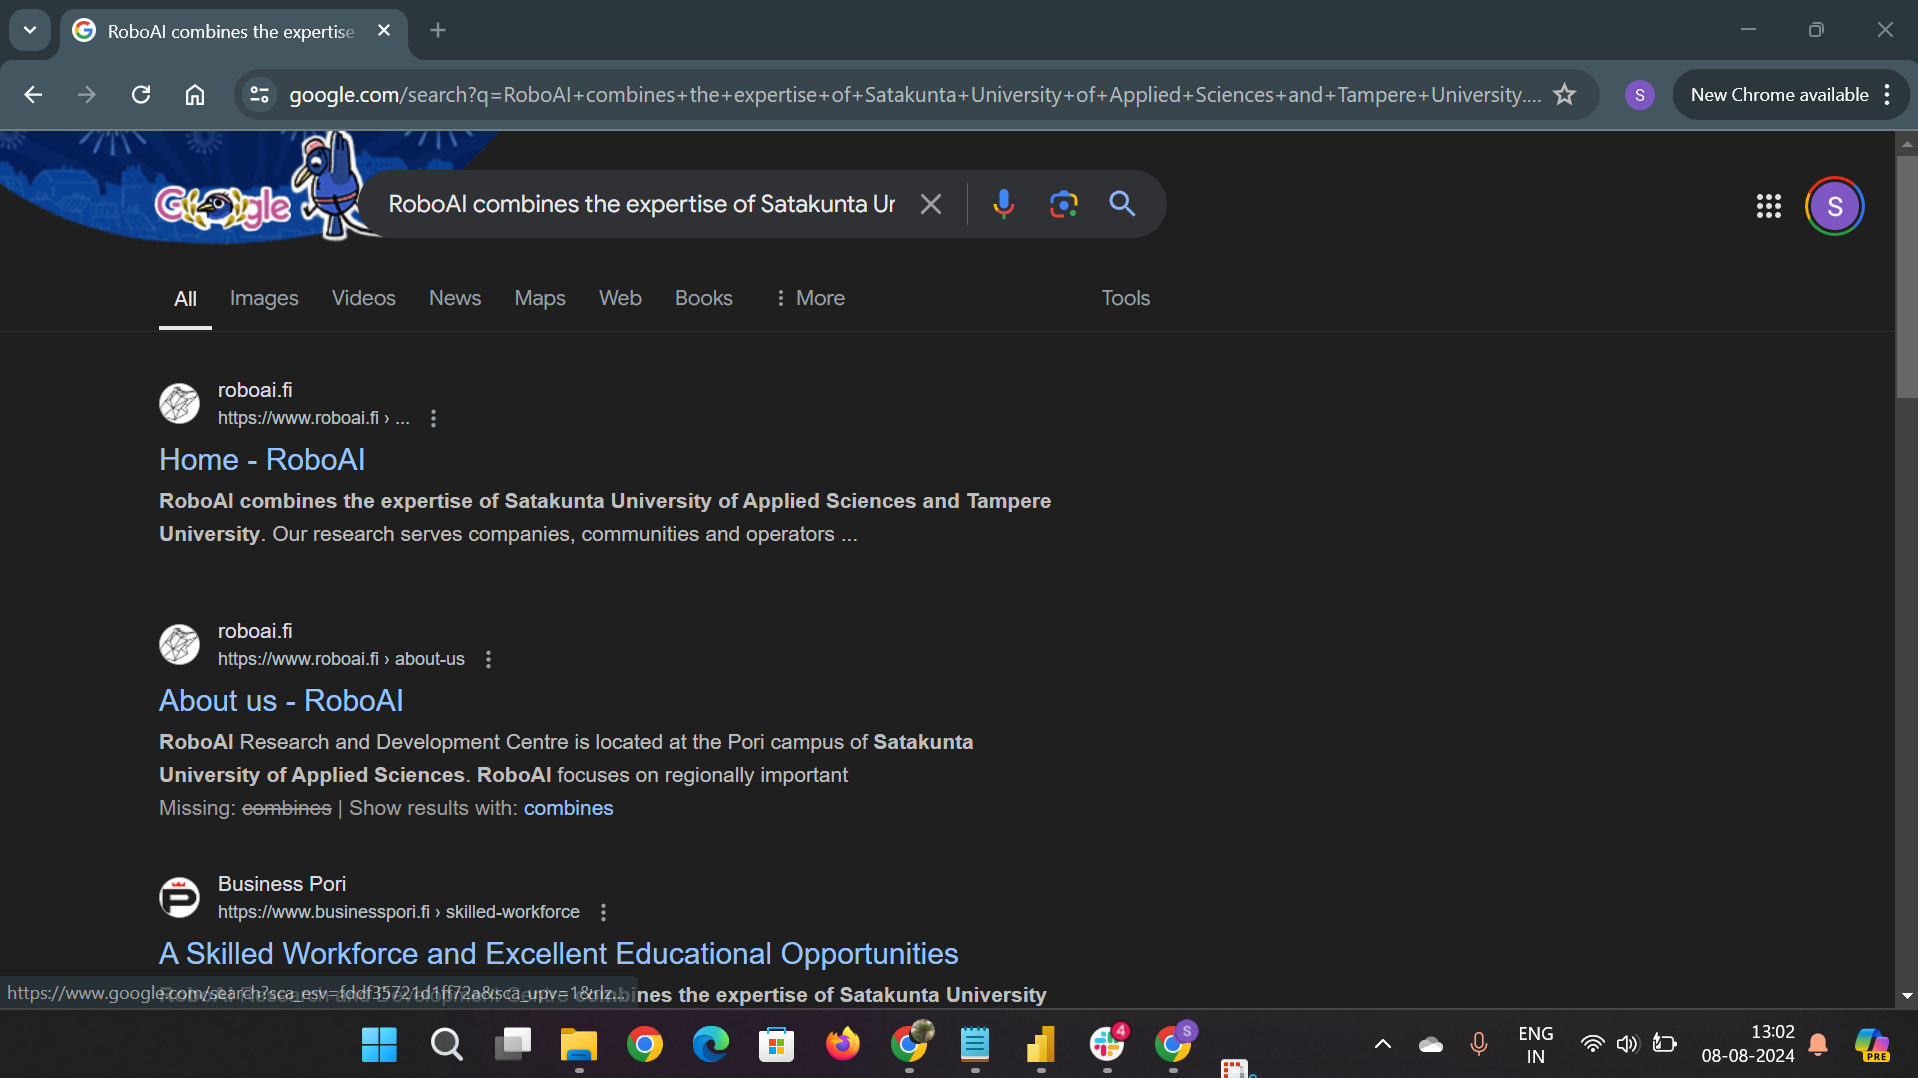 RoboAI combines the expertise
google.com/search?q=RoboAI+combines+the+expertise+of+Satakunta+University+of+Applied+Sciences+and+Tampere+University....
S
New Chrome available
Google
RoboAI combines the expertise of Satakunta Ur
S
All
Images
Videos
News
Maps
Web
Books
More
Tools
roboai.fi
https://www.roboai.fi › ...
Home - RoboAI
RoboAI combines the expertise of Satakunta University of Applied Sciences and Tampere
University. Our research serves companies, communities and operators ...
roboai.fi
https://www.roboai.fi › about-us
About us - RoboAI
RoboAI Research and Development Centre is located at the Pori campus of Satakunta
University of Applied Sciences. RoboAI focuses on regionally important
Missing: combines | Show results with: combines
Business Pori
https://www.businesspori.fi › skilled-workforce
A Skilled Workforce and Excellent Educational Opportunities
https://www.google.com/search?sca_esv=fddf35721d1ff72a&sca_upv=1&rlz...
nes the expertise of Satakunta University
S
4
ENG
IN
13:02
08-08-2024
PRE